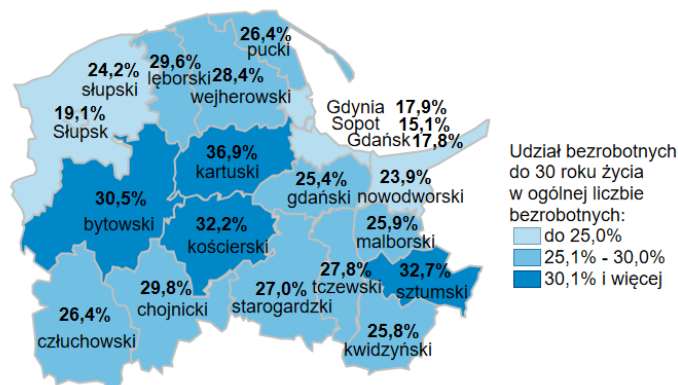 26,4%
pucki
29,6%
lęborski
24,2%
słupski
28,4%
wejherowski
19,1%
Słupsk
Gdynia 17,9%
Sopot 15,1%
Gdańsk 17,8%
36,9%
kartuski
25,4%
gdański
23,9%
nowodworski
30,5%
bytowski
32,2%
kościerski
25,9%
malborski
27,8%
tczewski
32,7%
sztumski
29,8%
chojnicki
27,0%
starogardzki
26,4%
człuchowski
25,8%
kwidzyński
Udział bezrobotnych
do 30 roku życia
w ogólnej liczbie
bezrobotnych:
do 25,0%
25,1% - 30,0%
30,1% i więcej